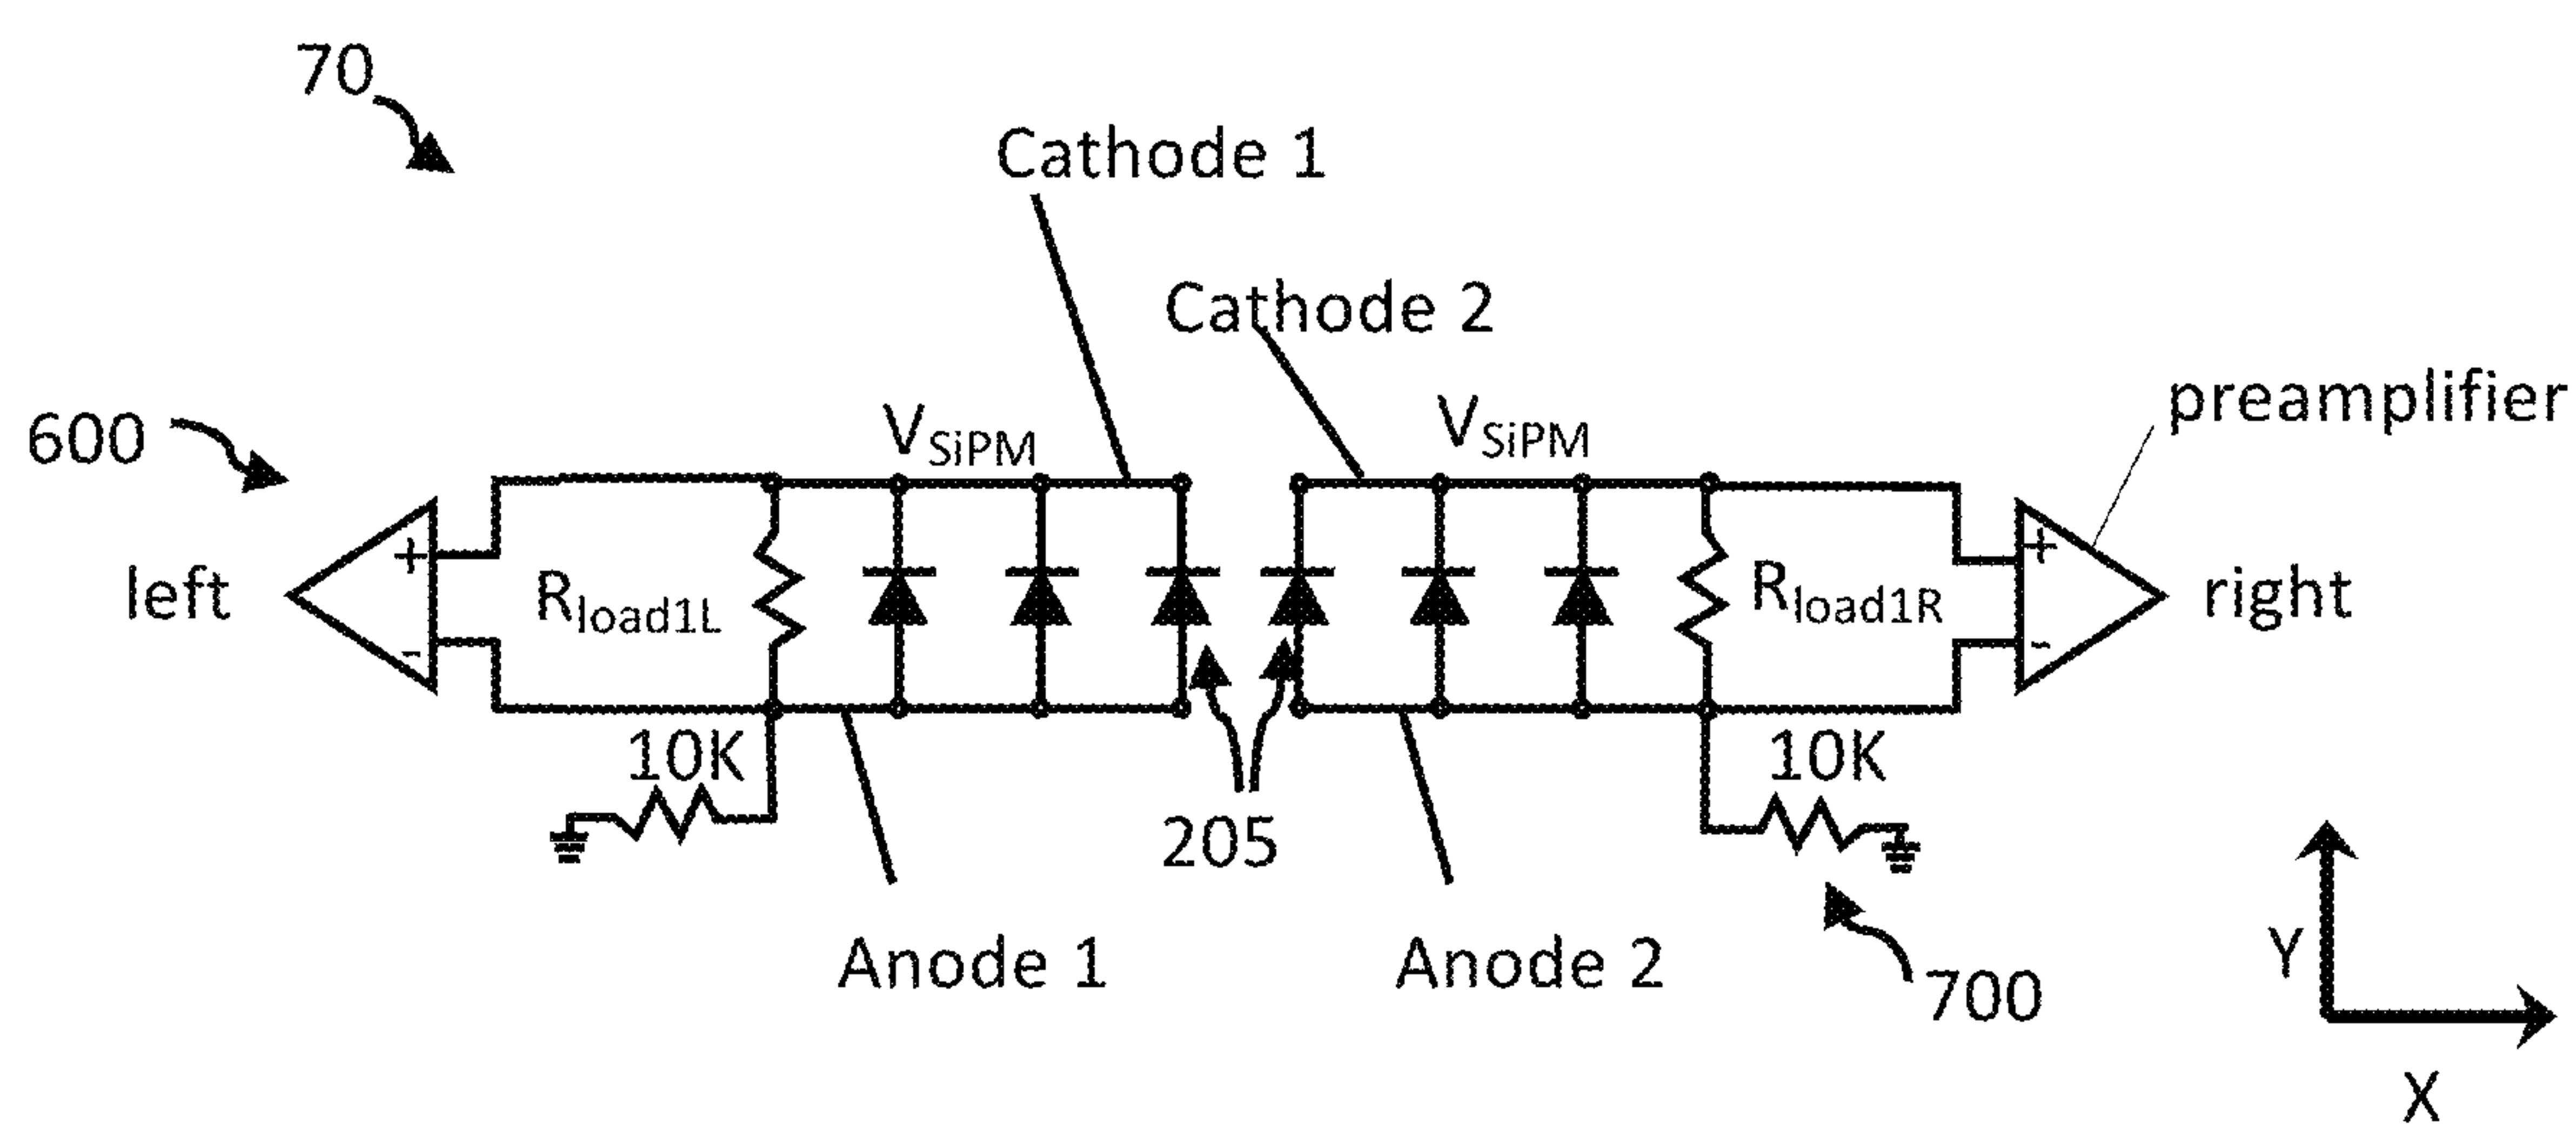 70
Cathode 1
Cathode 2
preamplifier
600
VSiPM
VSiPM
+
+
left
Rload1L
Rload1R
right
-
-
10K
10K
205
Anode 1
Anode 2
700
Y
X